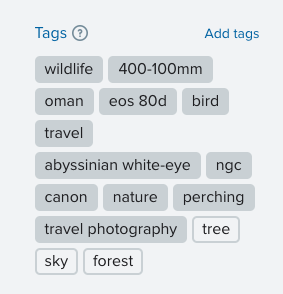 Tags ? Add tags
wildlife 400-100mm
oman eos 80d bird
travel
abyssinian white-eye ngc
canon nature perching
travel photography tree
sky forest